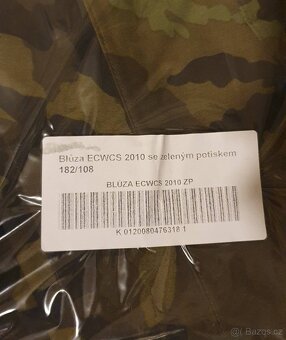 Blůza ECWCS 2010 se zeleným potiskem
182/108
BLŮZA ECWCS 2010 ZP
K 0120080476318 1
Bazos.cz